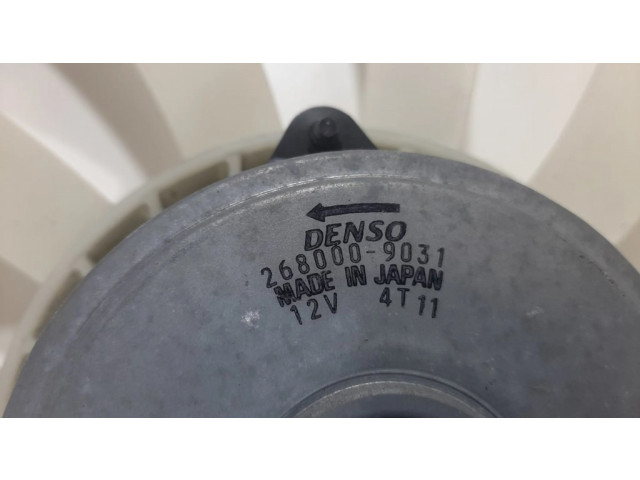 DENSO
268000-9031
MADE IN JAPAN
12V 4T11